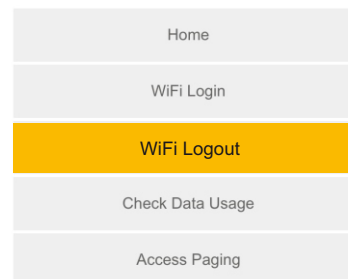 Home
WiFi Login
WiFi Logout
Check Data Usage
Access Paging